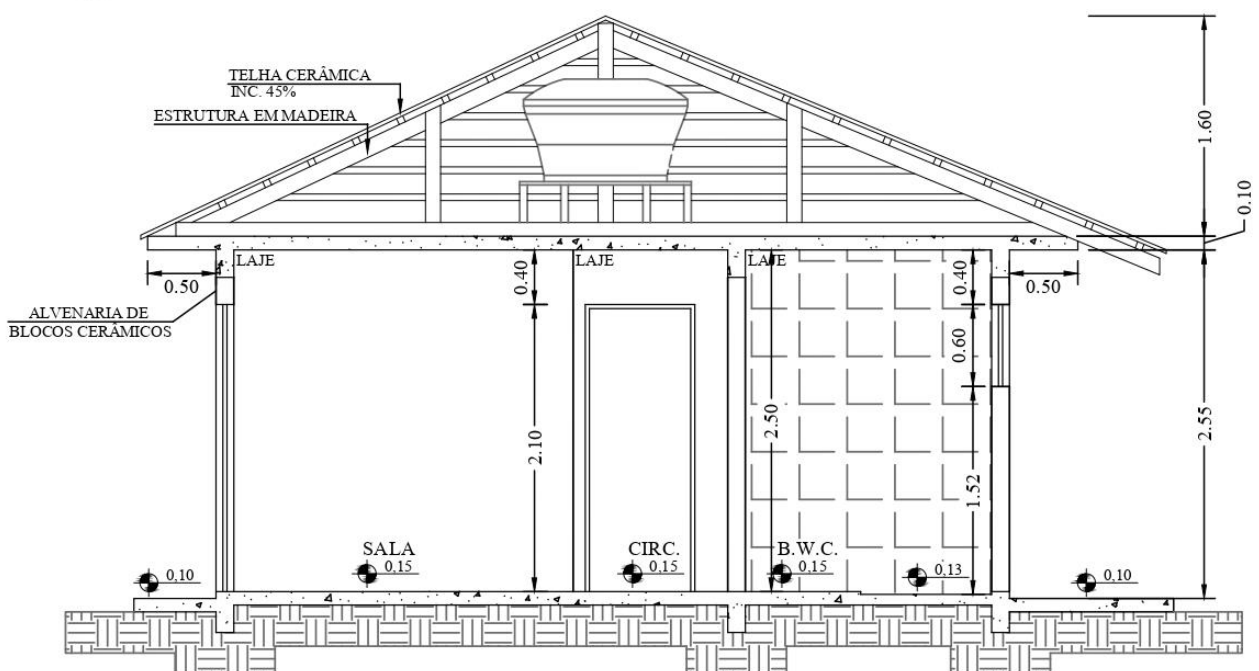 TELHA CERÂMICA
INC. 45%
ESTRUTURA EM MADEIRA
1.60
0.10
LAJE
LAJE
LAJE
0.50
0.40
0.40
0.50
ALVENARIA DE
BLOCOS CERÂMICOS
0.60
2.10
2.50
2.55
1.52
SALA
CIRC.
B.W.C.
0,10
0,15
0,15
0,15
0,13
0,10